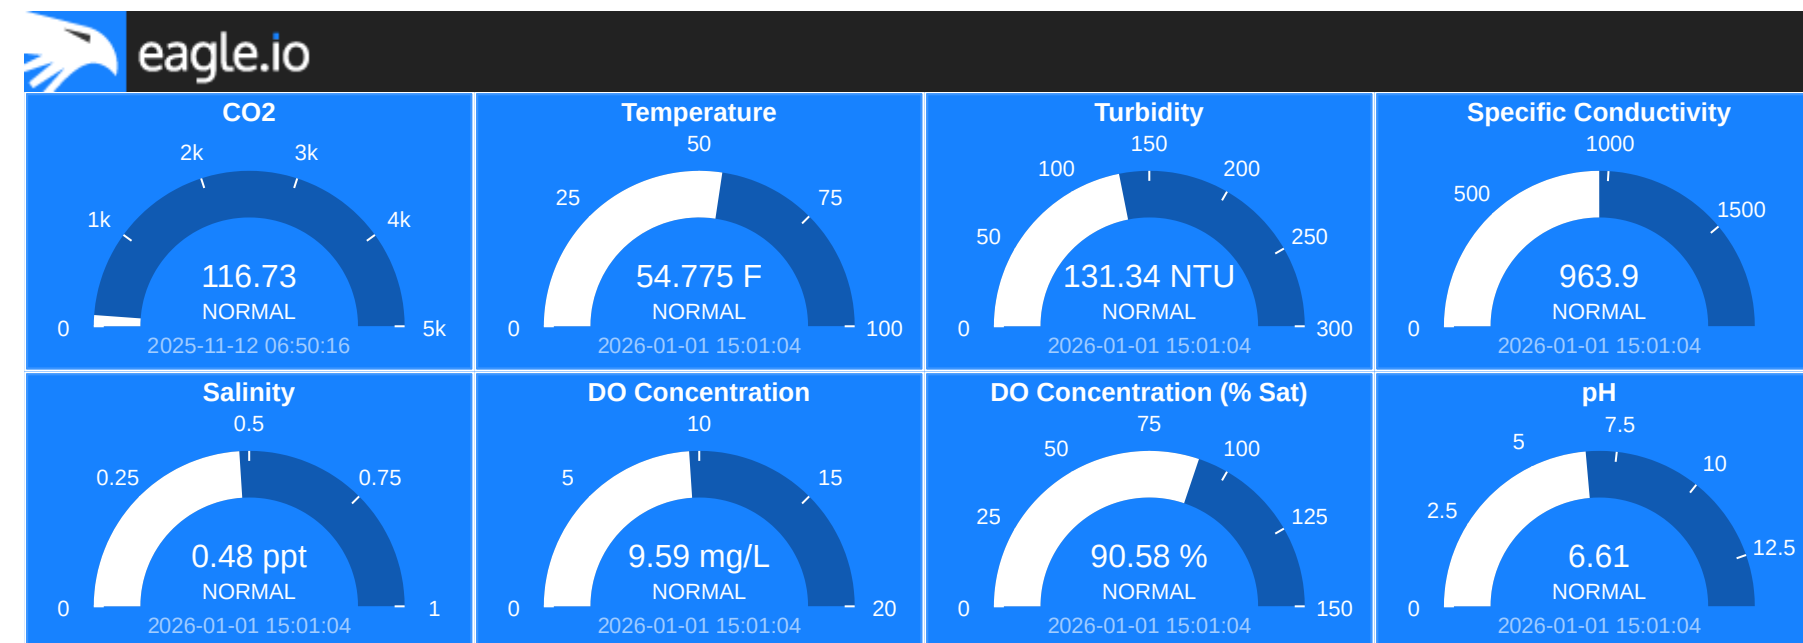 eagle.io
CO2
0
1k
2k
3k
4k
5k
116.73
NORMAL
2025-11-12 06:50:16
Temperature
0
25
50
75
100
54.775 F
NORMAL
2026-01-01 15:01:04
Turbidity
0
50
100
150
200
250
300
131.34 NTU
NORMAL
2026-01-01 15:01:04
Specific Conductivity
0
500
1000
1500
963.9
NORMAL
2026-01-01 15:01:04
Salinity
0
0.25
0.5
0.75
1
0.48 ppt
NORMAL
2026-01-01 15:01:04
DO Concentration
0
5
10
15
20
9.59 mg/L
NORMAL
2026-01-01 15:01:04
DO Concentration (% Sat)
0
25
50
75
100
125
150
90.58 %
NORMAL
2026-01-01 15:01:04
pH
0
2.5
5
7.5
10
12.5
6.61
NORMAL
2026-01-01 15:01:04